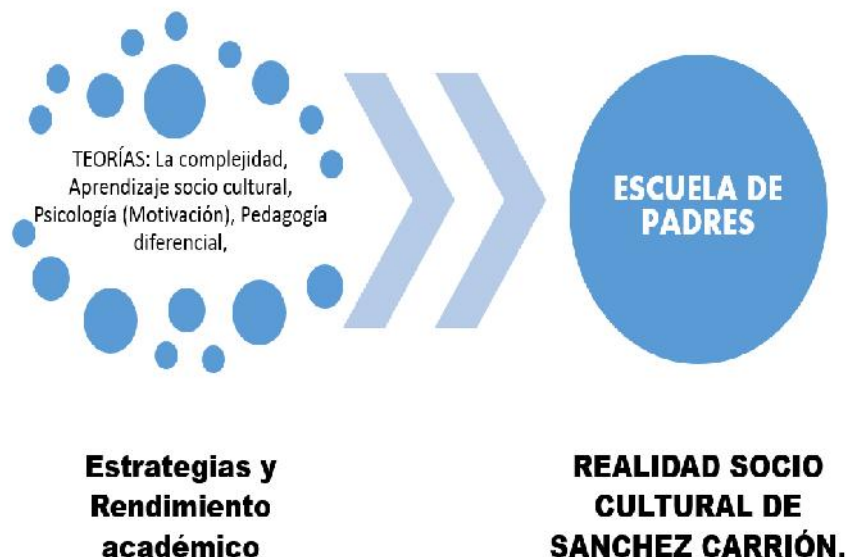 TEORÍAS: La complejidad,
Aprendizaje socio cultural,
Psicología (Motivación), Pedagogía
diferencial,
ESCUELA DE
PADRES
Estrategias y
Rendimiento
académico
REALIDAD SOCIO
CULTURAL DE
SANCHEZ CARRIÓN.